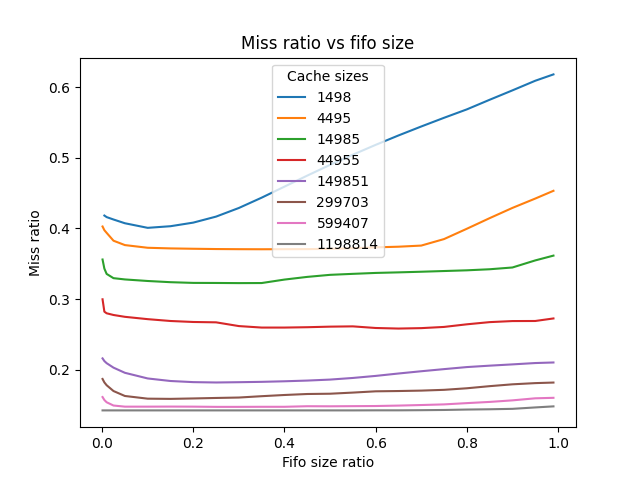 Miss ratio vs fifo size
Cache sizes
1498
4495
14985
44955
149851
299703
599407
1198814
Miss ratio
0.6
0.5
0.4
0.3
0.2
0.0 0.2 0.4 0.6 0.8 1.0
Fifo size ratio